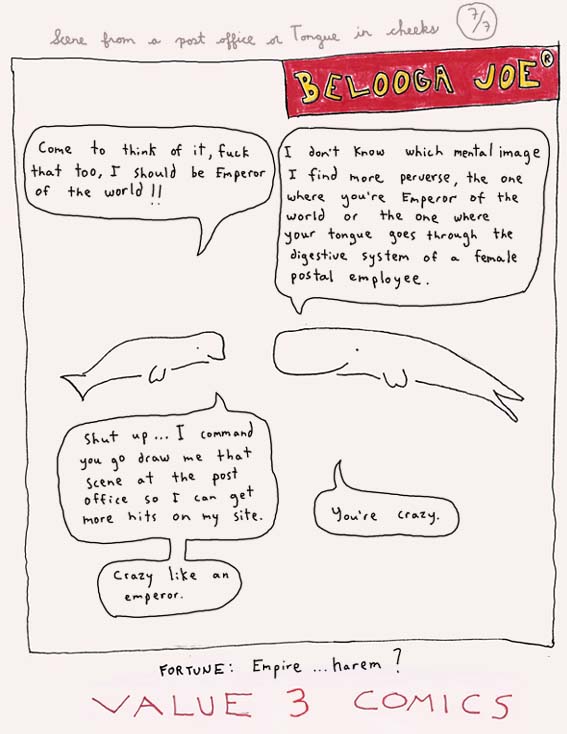 Scene from a post office or Tongue in cheeks 7/7
BELOOGA JOE®
Come to think of it, fuck
that too, I should be Emperor
of the world!!
I don't know which mental image
I find more perverse, the one
where you're Emperor of the
world or the one where
your tongue goes through the
digestive system of a female
postal employee.
Shut up... I command
you go draw me that
scene at the post
office so I can get
more hits on my site.
You're crazy.
Crazy like an
emperor.
FORTUNE: Empire ...harem?
VALUE 3 COMICS